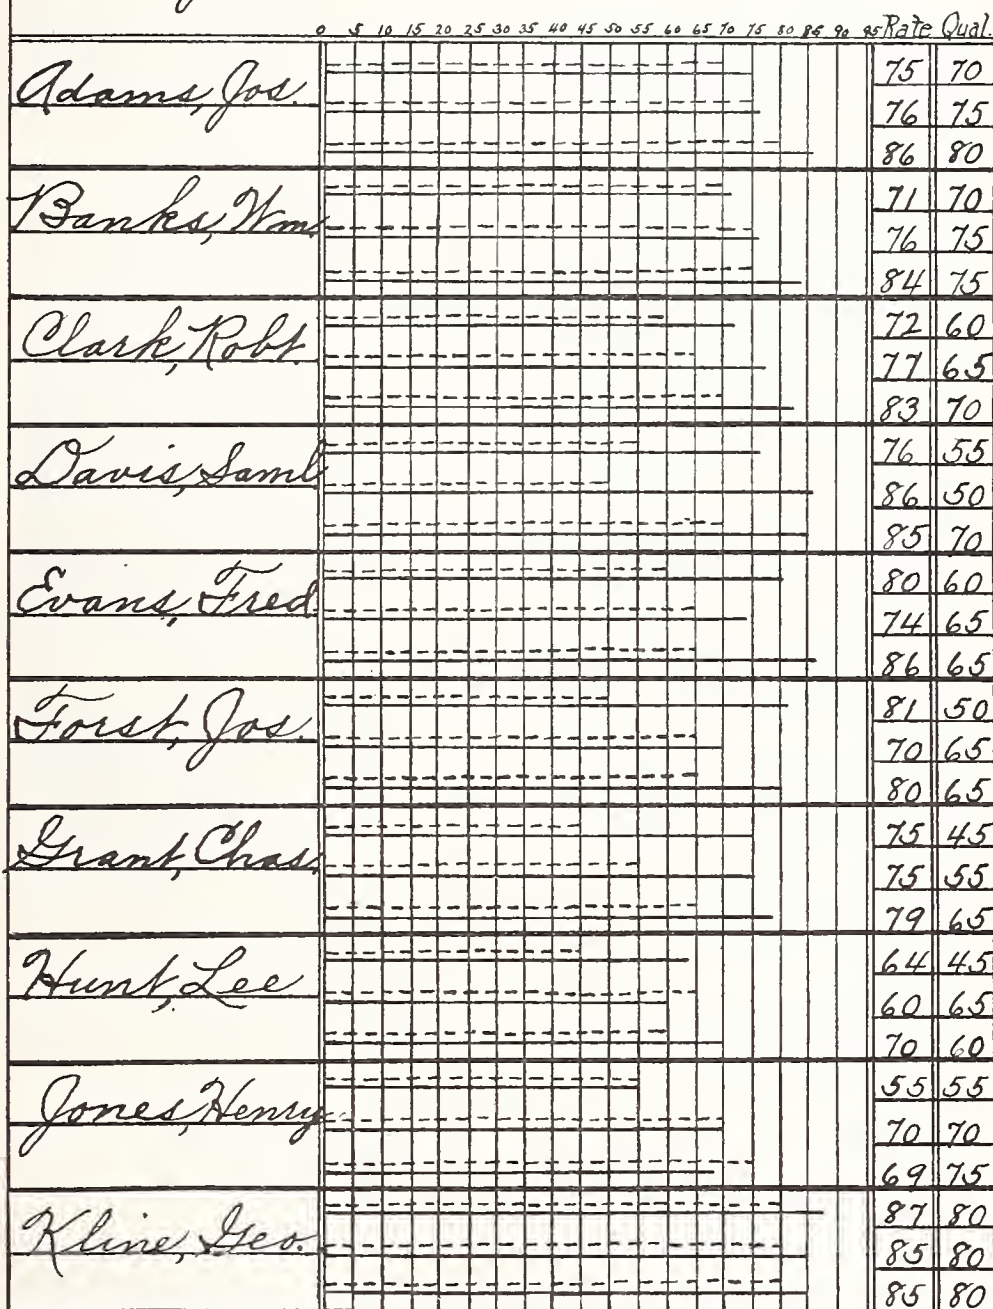 0 5 10 15 20 25 30 35 40 45 50 55 60 65 70 75 80 85 90 95 Rate Qual.
Adams, Jos. 75 70
76 75
86 80
Banks, Wm. 71 70
76 75
84 75
Clark, Robt. 72 60
77 65
83 70
Davis, Saml 76 55
86 50
85 70
Evans, Fred. 80 60
74 65
86 65
Forst, Jos. 81 50
70 65
80 65
Grant, Chas. 75 45
75 55
79 65
Hunt, Lee 64 45
60 65
70 60
Jones, Henry 55 55
70 70
69 75
Kline, Geo. 87 80
85 80
85 80